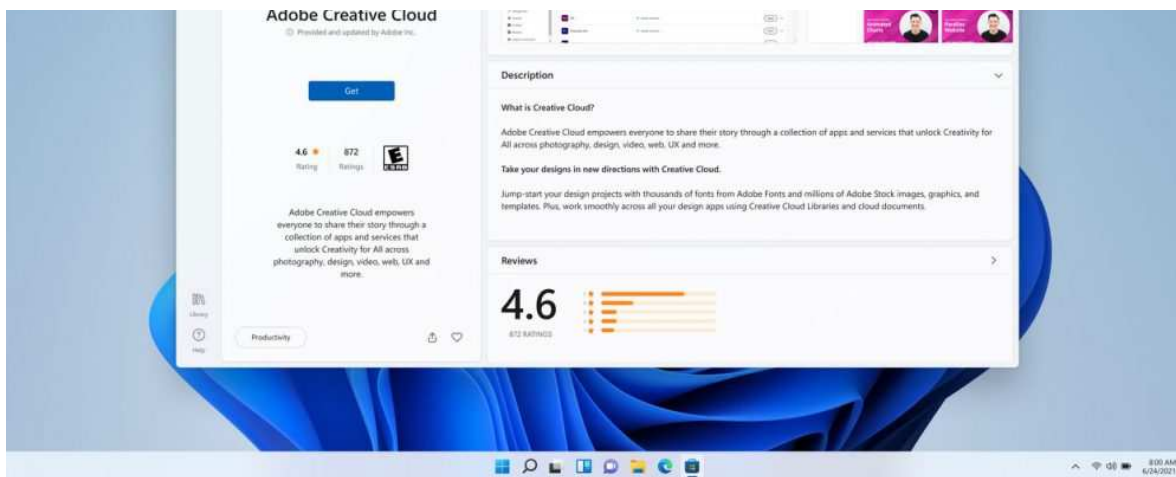 Adobe Creative Cloud
Provided and updated by Adobe Inc.
Get
4.6
872
Rating
Ratings
E
ESRB
Adobe Creative Cloud empowers
everyone to share their story through a
collection of apps and services that
unlock Creativity for All across
photography, design, video, web, UX and
more.
Library
Help
Productivity
Animated
Charts
Parallax
Website
Description
What is Creative Cloud?
Adobe Creative Cloud empowers everyone to share their story through a collection of apps and services that unlock Creativity for
All across photography, design, video, web, UX and more.
Take your designs in new directions with Creative Cloud.
Jump-start your design projects with thousands of fonts from Adobe Fonts and millions of Adobe Stock images, graphics, and
templates. Plus, work smoothly across all your design apps using Creative Cloud Libraries and cloud documents.
Reviews
4.6
872 RATINGS
8:00 AM
6/24/2021